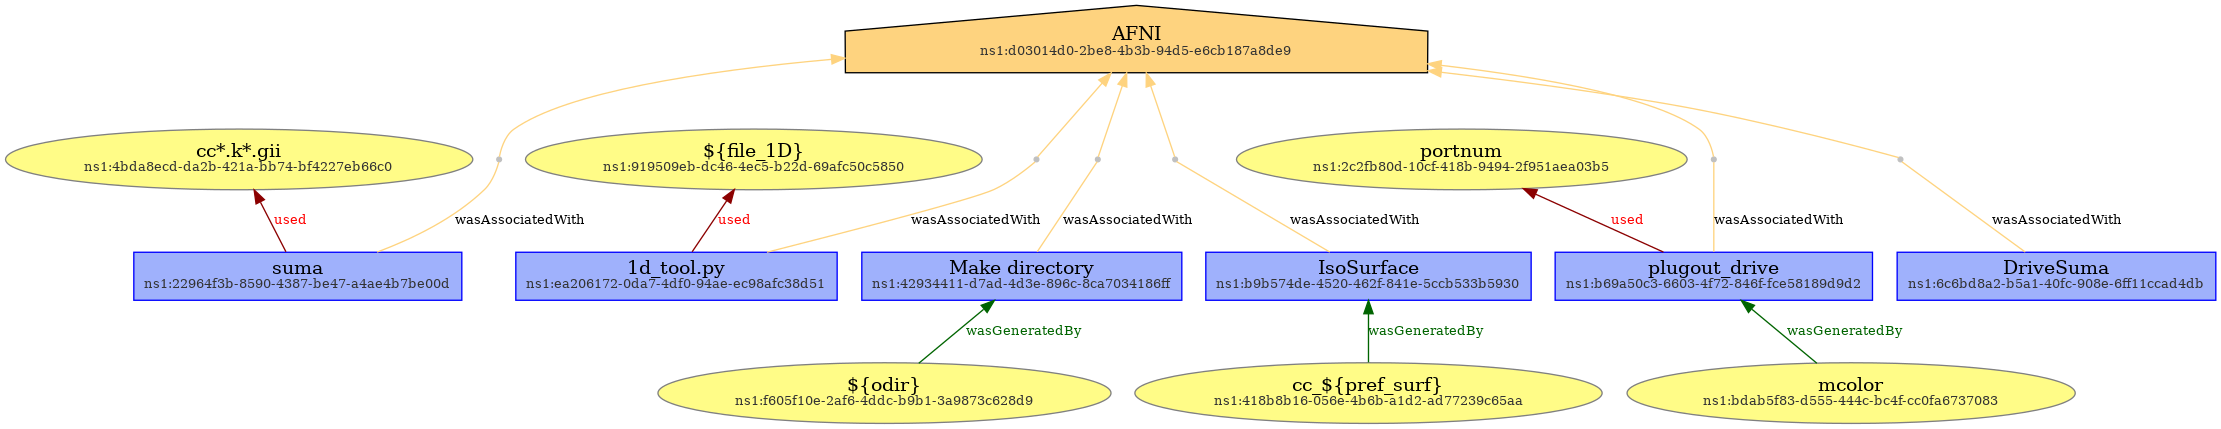 AFNI
ns1:d03014d0-2be8-4b3b-94d5-e6cb187a8de9
cc*.k*.gii
ns1:4bda8ecd-da2b-421a-bb74-bf4227eb66c0
${file_1D}
ns1:919509eb-dc46-4ec5-b22d-69afc50c5850
portnum
ns1:2c2fb80d-10cf-418b-9494-2f951aea03b5
used
wasAssociatedWith
used
wasAssociatedWith
wasAssociatedWith
wasAssociatedWith
used
wasAssociatedWith
wasAssociatedWith
suma
ns1:22964f3b-8590-4387-be47-a4ae4b7be00d
1d_tool.py
ns1:ea206172-0da7-4df0-94ae-ec98afc38d51
Make directory
ns1:42934411-d7ad-4d3e-896c-8ca7034186ff
IsoSurface
ns1:b9b574de-4520-462f-841e-5ccb533b5930
plugout_drive
ns1:b69a50c3-6603-4f72-846f-fce58189d9d2
DriveSuma
ns1:6c6bd8a2-b5a1-40fc-908e-6ff11ccad4db
wasGeneratedBy
wasGeneratedBy
wasGeneratedBy
${odir}
ns1:f605f10e-2af6-4ddc-b9b1-3a9873c628d9
cc_${pref_surf}
ns1:418b8b16-056e-4b6b-a1d2-ad77239c65aa
mcolor
ns1:bdab5f83-d555-444c-bc4f-cc0fa6737083